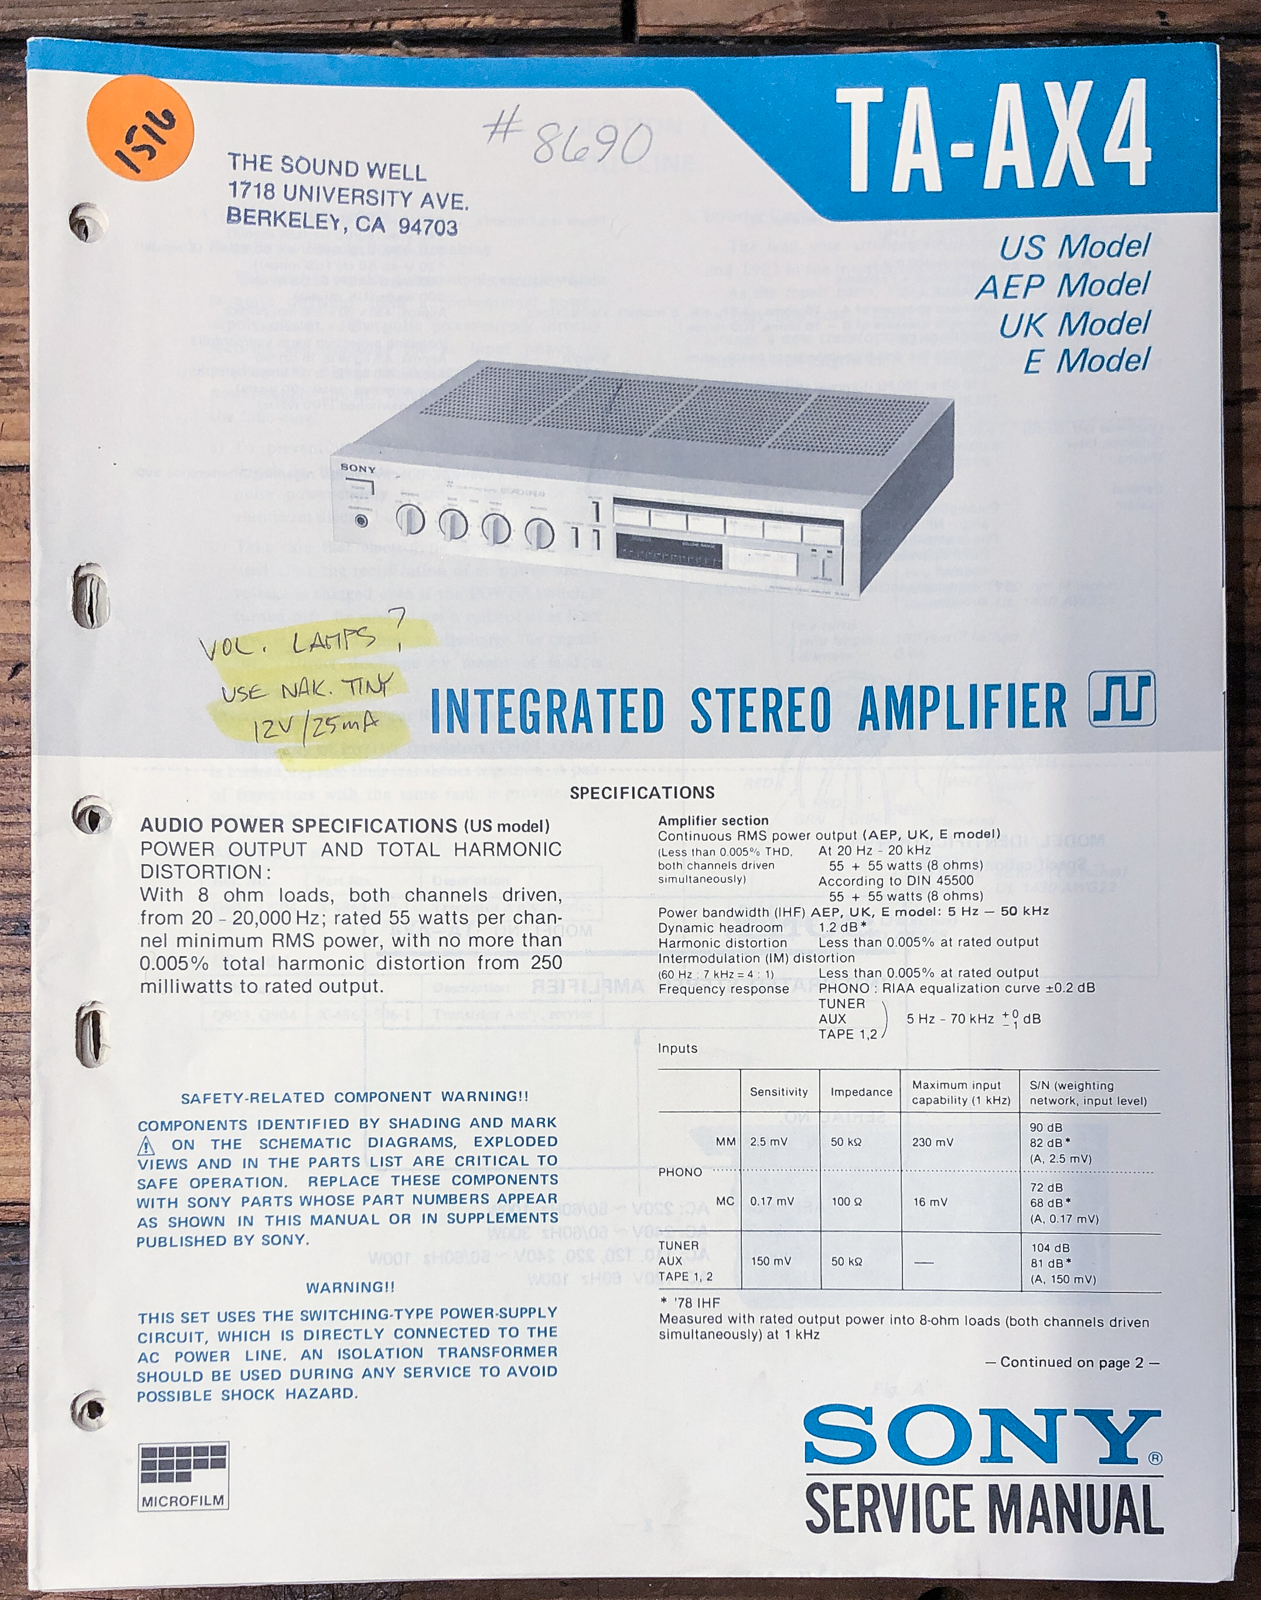 1516
# 8690
THE SOUND WELL
1718 UNIVERSITY AVE.
BERKELEY, CA 94703
TA-AX4
US Model
AEP Model
UK Model
E Model
SONY
VOL. LAMPS?
USE NAK. TINY
12V/25mA
INTEGRATED STEREO AMPLIFIER
SPECIFICATIONS
AUDIO POWER SPECIFICATIONS (US model)
POWER OUTPUT AND TOTAL HARMONIC
DISTORTION:
With 8 ohm loads, both channels driven,
from 20 - 20,000 Hz; rated 55 watts per chan-
nel minimum RMS power, with no more than
0.005% total harmonic distortion from 250
milliwatts to rated output.
SAFETY-RELATED COMPONENT WARNING!!
COMPONENTS IDENTIFIED BY SHADING AND MARK
⚠ ON THE SCHEMATIC DIAGRAMS, EXPLODED
VIEWS AND IN THE PARTS LIST ARE CRITICAL TO
SAFE OPERATION. REPLACE THESE COMPONENTS
WITH SONY PARTS WHOSE PART NUMBERS APPEAR
AS SHOWN IN THIS MANUAL OR IN SUPPLEMENTS
PUBLISHED BY SONY.
WARNING!!
THIS SET USES THE SWITCHING-TYPE POWER-SUPPLY
CIRCUIT, WHICH IS DIRECTLY CONNECTED TO THE
AC POWER LINE. AN ISOLATION TRANSFORMER
SHOULD BE USED DURING ANY SERVICE TO AVOID
POSSIBLE SHOCK HAZARD.
MICROFILM
Amplifier section
Continuous RMS power output (AEP, UK, E model)
(Less than 0.005% THD, At 20 Hz - 20 kHz
both channels driven 55 + 55 watts (8 ohms)
simultaneously) According to DIN 45500
55 + 55 watts (8 ohms)
Power bandwidth (IHF) AEP, UK, E model: 5 Hz – 50 kHz
Dynamic headroom 1.2 dB*
Harmonic distortion Less than 0.005% at rated output
Intermodulation (IM) distortion
(60 Hz : 7 kHz = 4 : 1) Less than 0.005% at rated output
Frequency response PHONO : RIAA equalization curve ±0.2 dB
TUNER
AUX 5 Hz - 70 kHz +0 −1 dB
TAPE 1,2
Inputs
Sensitivity Impedance Maximum input capability (1 kHz) S/N (weighting network, input level)
PHONO MM 2.5 mV 50 kΩ 230 mV 90 dB 82 dB* (A, 2.5 mV)
MC 0.17 mV 100 Ω 16 mV 72 dB 68 dB* (A, 0.17 mV)
TUNER AUX TAPE 1, 2 150 mV 50 kΩ — 104 dB 81 dB* (A, 150 mV)
* '78 IHF
Measured with rated output power into 8-ohm loads (both channels driven
simultaneously) at 1 kHz
— Continued on page 2 —
SONY®
SERVICE MANUAL